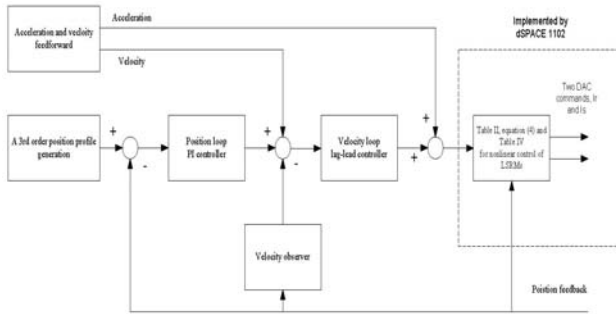 Implemented by
dSPACE 1102
Acceleration and vecloity
feedforward
Acceleration
Velocity
Two DAC
commands, Ir
and Is
A 3rd order position profile
generation
+
-
Position loop
PI controller
+
-
Velocity loop
lag-lead controller
+
+
Table II, equation (4) and
Table IV
for nonlinear control of
LSRMs
Velocity observer
Poistion feedback